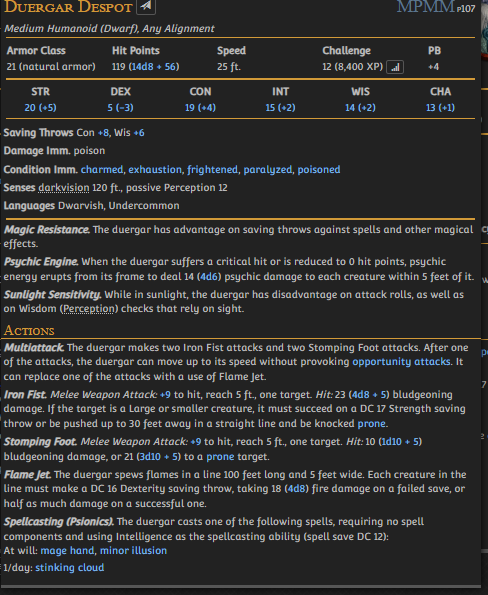 Duergar Despot MPMM p107
Medium Humanoid (Dwarf), Any Alignment
Armor Class Hit Points Speed Challenge PB
21 (natural armor) 119 (14d8 + 56) 25 ft. 12 (8,400 XP) +4
STR DEX CON INT WIS CHA
20 (+5) 5 (−3) 19 (+4) 15 (+2) 14 (+2) 13 (+1)
Saving Throws Con +8, Wis +6
Damage Imm. poison
Condition Imm. charmed, exhaustion, frightened, paralyzed, poisoned
Senses darkvision 120 ft., passive Perception 12
Languages Dwarvish, Undercommon
Magic Resistance. The duergar has advantage on saving throws against spells and other magical
effects.
Psychic Engine. When the duergar suffers a critical hit or is reduced to 0 hit points, psychic
energy erupts from its frame to deal 14 (4d6) psychic damage to each creature within 5 feet of it.
Sunlight Sensitivity. While in sunlight, the duergar has disadvantage on attack rolls, as well as
on Wisdom (Perception) checks that rely on sight.
Actions
Multiattack. The duergar makes two Iron Fist attacks and two Stomping Foot attacks. After one
of the attacks, the duergar can move up to its speed without provoking opportunity attacks. It
can replace one of the attacks with a use of Flame Jet.
Iron Fist. Melee Weapon Attack: +9 to hit, reach 5 ft., one target. Hit: 23 (4d8 + 5) bludgeoning
damage. If the target is a Large or smaller creature, it must succeed on a DC 17 Strength saving
throw or be pushed up to 30 feet away in a straight line and be knocked prone.
Stomping Foot. Melee Weapon Attack: +9 to hit, reach 5 ft., one target. Hit: 10 (1d10 + 5)
bludgeoning damage, or 21 (3d10 + 5) to a prone target.
Flame Jet. The duergar spews flames in a line 100 feet long and 5 feet wide. Each creature in the
line must make a DC 16 Dexterity saving throw, taking 18 (4d8) fire damage on a failed save, or
half as much damage on a successful one.
Spellcasting (Psionics). The duergar casts one of the following spells, requiring no spell
components and using Intelligence as the spellcasting ability (spell save DC 12):
At will: mage hand, minor illusion
1/day: stinking cloud